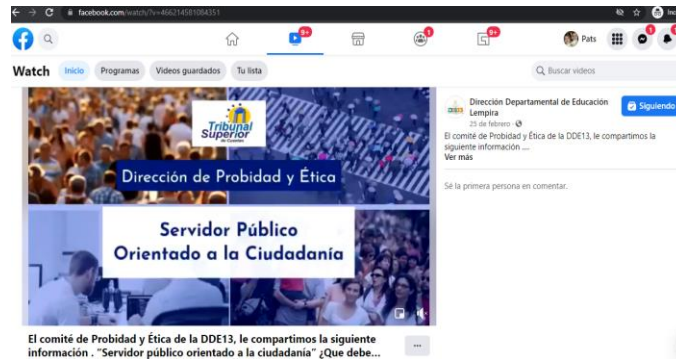 facebook.com/watch/?v=466214581084351
9+
9+
Pats
Watch
Inicio
Programas
Videos guardados
Tu lista
Buscar videos
Tribunal
Superior
de Cuentas
Dirección de Probidad y Ética
Servidor Público
Orientado a la Ciudadanía
Dirección Departamental de Educación
Lempira
25 de febrero
Siguiendo
El comité de Probidad y Ética de la DDE13, le compartimos la
siguiente información ....
Ver más
Sé la primera persona en comentar.
El comité de Probidad y Ética de la DDE13, le compartimos la siguiente
información . "Servidor público orientado a la ciudadanía" ¿Que debe...